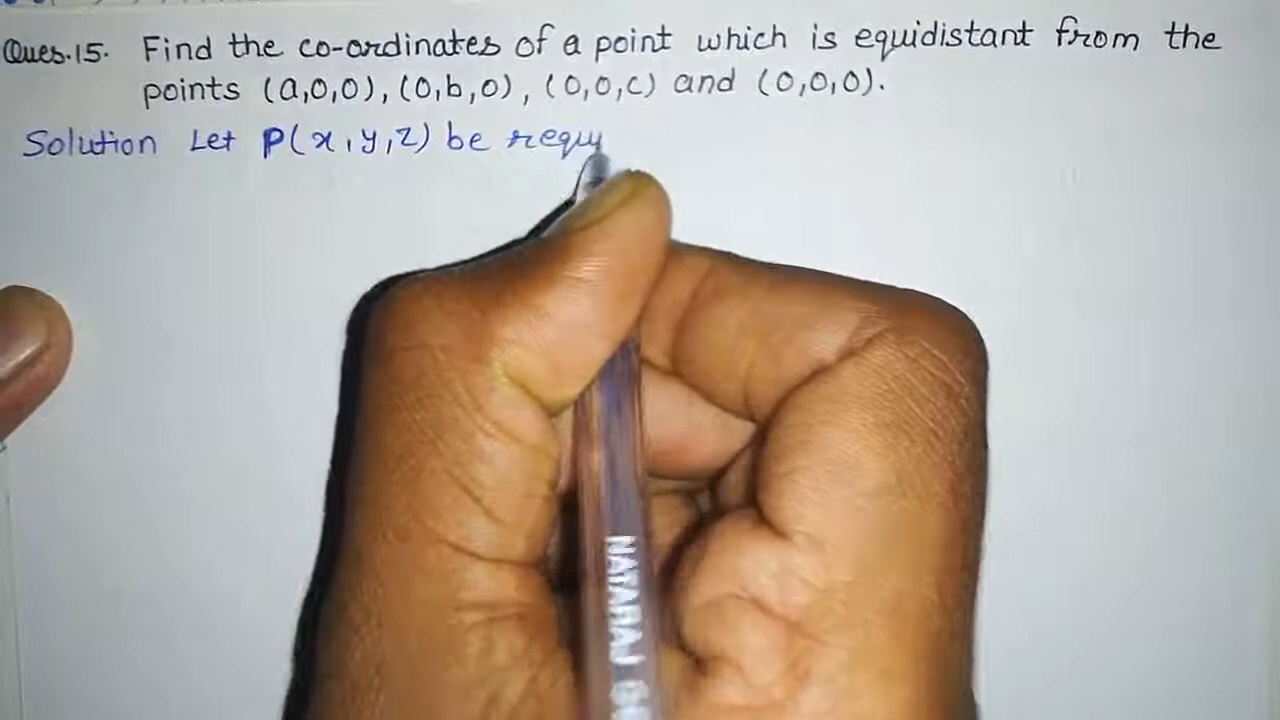 Ques.15. Find the co-ordinates of a point which is equidistant from the
points (a,0,0), (0,b,0), (0,0,c) and (0,0,0).
Solution Let P(x,y,z) be requ
NATARAJ